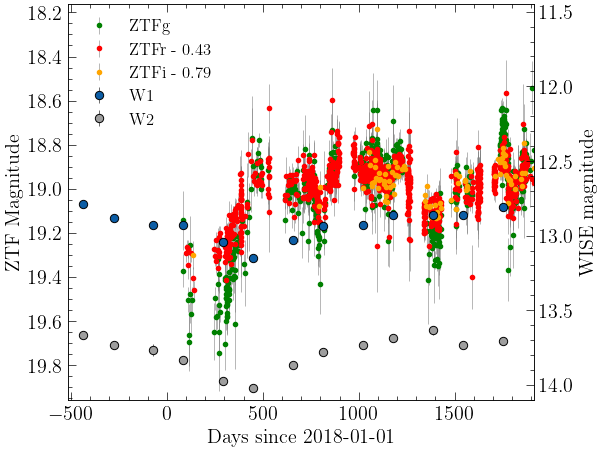 ZTFg
ZTFr - 0.43
ZTFi - 0.79
W1
W2
ZTF Magnitude
18.2
18.4
18.6
18.8
19.0
19.2
19.4
19.6
19.8
WISE magnitude
11.5
12.0
12.5
13.0
13.5
14.0
−500
0
500
1000
1500
Days since 2018-01-01